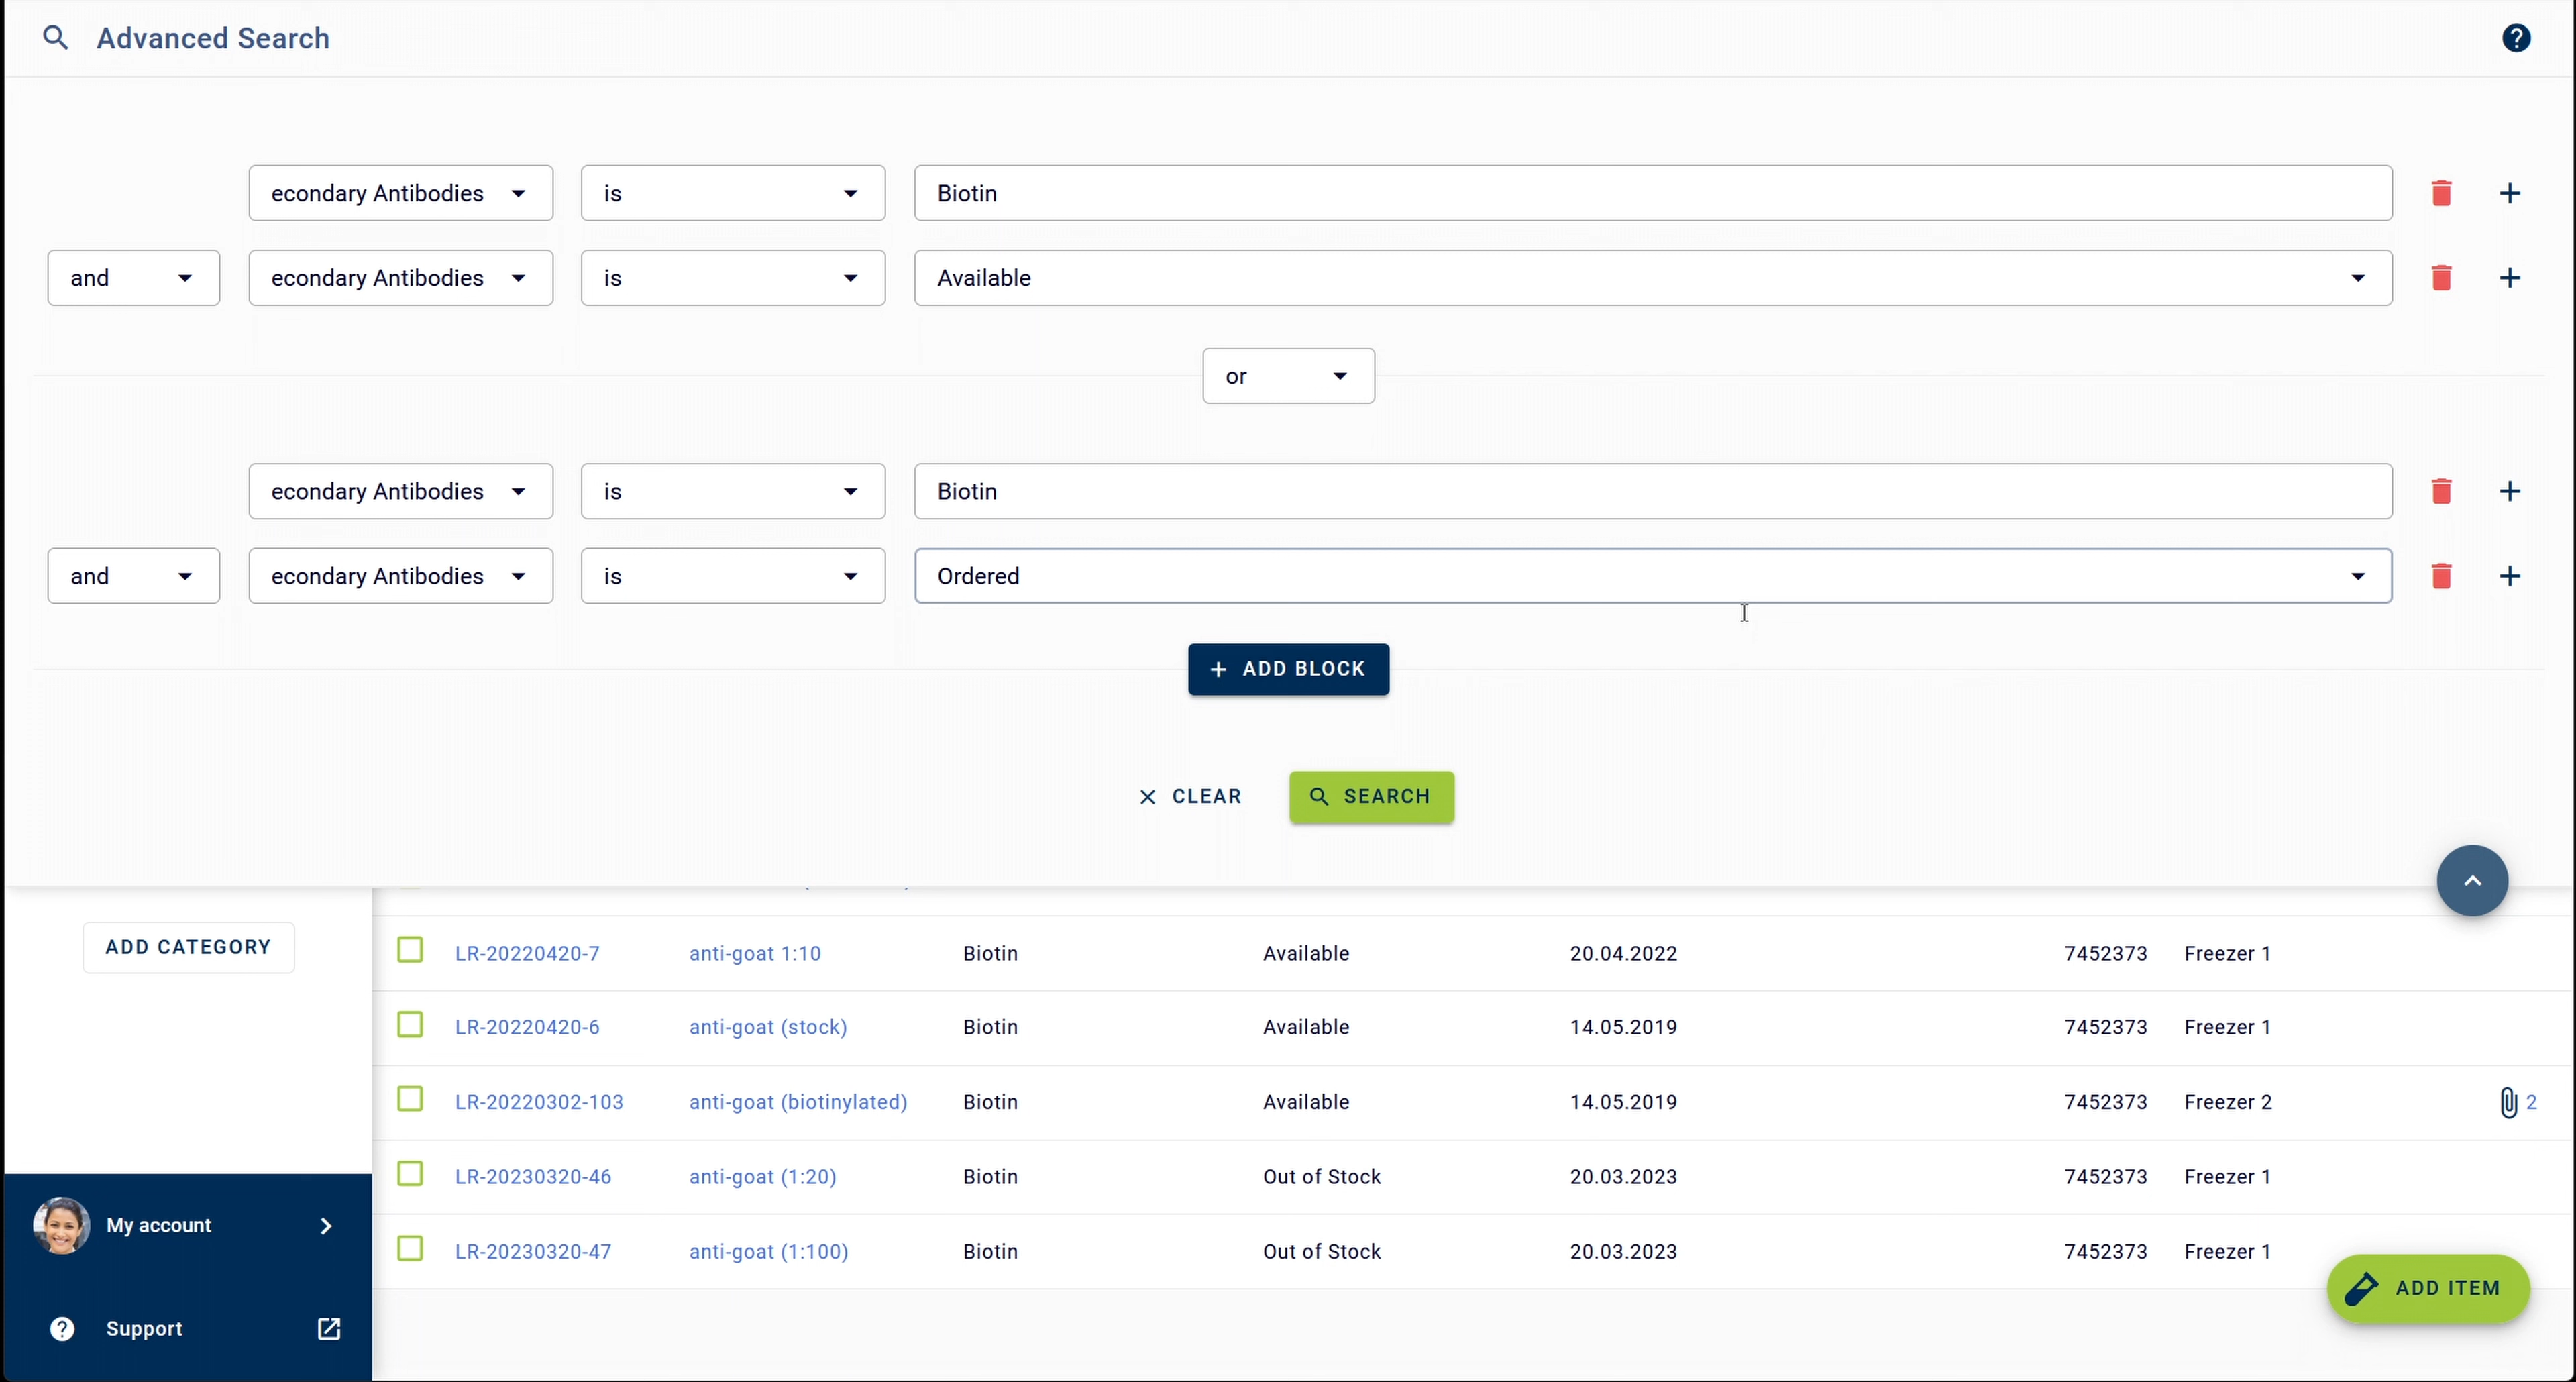 Advanced Search
econdary Antibodies is Biotin
and econdary Antibodies is Available
or
econdary Antibodies is Biotin
and econdary Antibodies is Ordered
+ ADD BLOCK
CLEAR SEARCH
ADD CATEGORY
LR-20220420-7 anti-goat 1:10 Biotin Available 20.04.2022 7452373 Freezer 1
LR-20220420-6 anti-goat (stock) Biotin Available 14.05.2019 7452373 Freezer 1
LR-20220302-103 anti-goat (biotinylated) Biotin Available 14.05.2019 7452373 Freezer 2 2
LR-20230320-46 anti-goat (1:20) Biotin Out of Stock 20.03.2023 7452373 Freezer 1
LR-20230320-47 anti-goat (1:100) Biotin Out of Stock 20.03.2023 7452373 Freezer 1
My account
Support
ADD ITEM